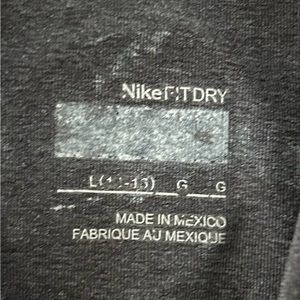 NikeFITDRY
L G G
MADE IN MEXICO
FABRIQUE AU MEXIQUE